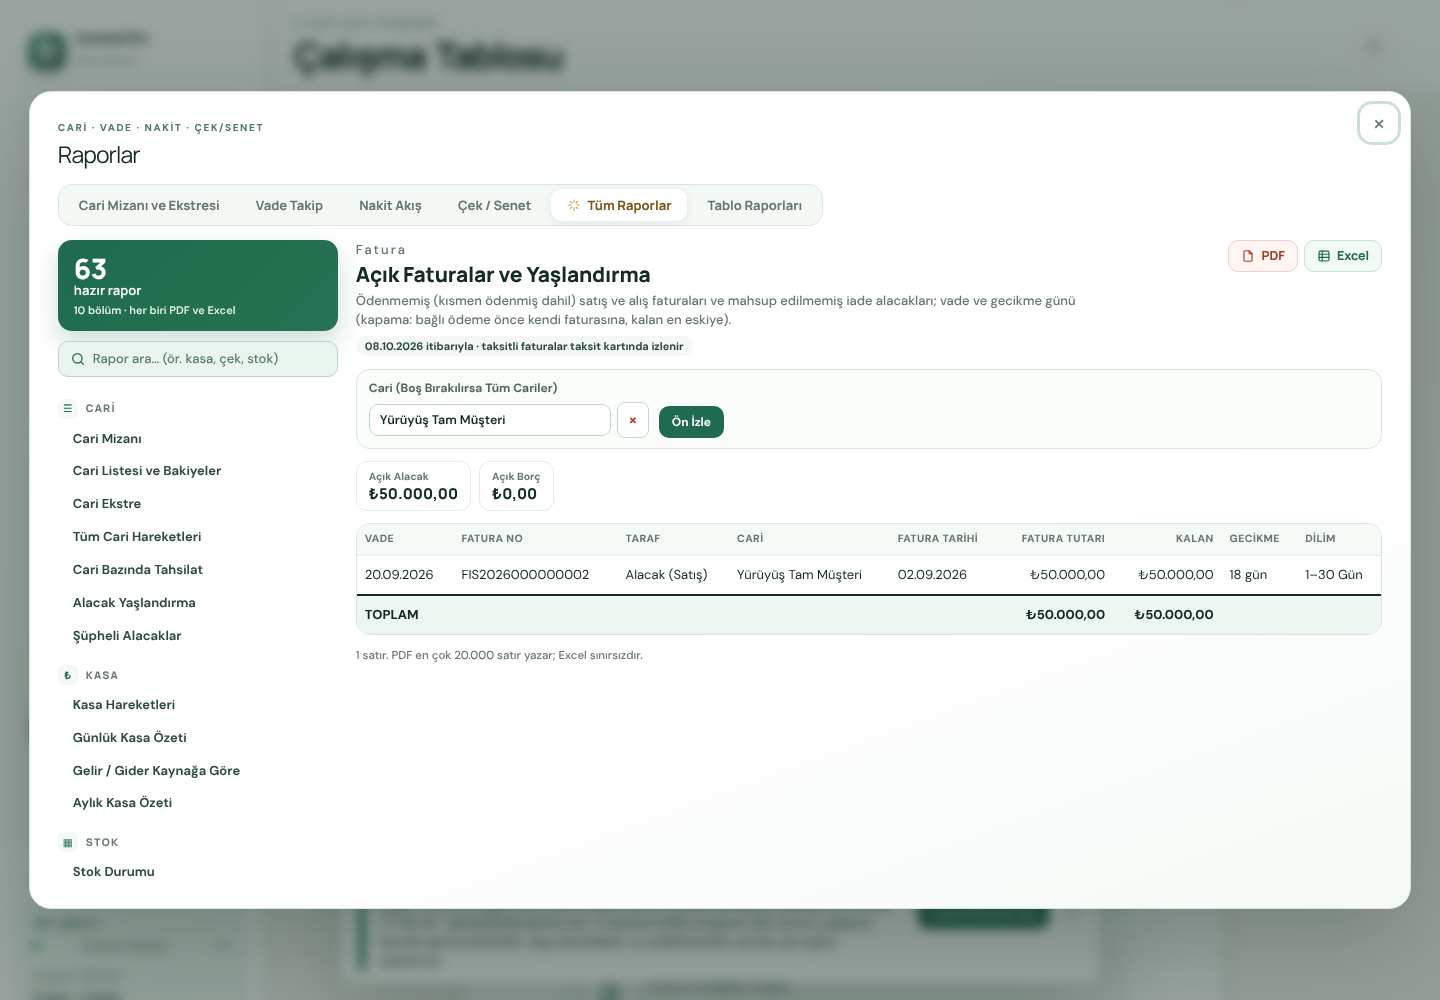 Çalışma Tablosu
CARİ · VADE · NAKİT · ÇEK/SENET
Raporlar
×
Cari Mizanı ve Ekstresi
Vade Takip
Nakit Akış
Çek / Senet
Tüm Raporlar
Tablo Raporları
63
hazır rapor
10 bölüm · her biri PDF ve Excel
Rapor ara... (ör. kasa, çek, stok)
CARİ
Cari Mizanı
Cari Listesi ve Bakiyeler
Cari Ekstre
Tüm Cari Hareketleri
Cari Bazında Tahsilat
Alacak Yaşlandırma
Şüpheli Alacaklar
₺ KASA
Kasa Hareketleri
Günlük Kasa Özeti
Gelir / Gider Kaynağa Göre
Aylık Kasa Özeti
STOK
Stok Durumu
Fatura
Açık Faturalar ve Yaşlandırma
PDF
Excel
Ödenmemiş (kısmen ödenmiş dahil) satış ve alış faturaları ve mahsup edilmemiş iade alacakları; vade ve gecikme günü
(kapama: bağlı ödeme önce kendi faturasına, kalan en eskiye).
08.10.2026 itibarıyla · taksitli faturalar taksit kartında izlenir
Cari (Boş Bırakılırsa Tüm Cariler)
Yürüyüş Tam Müşteri
×
Ön İzle
Açık Alacak
₺50.000,00
Açık Borç
₺0,00
VADE FATURA NO TARAF CARİ FATURA TARİHİ FATURA TUTARI KALAN GECİKME DİLİM
20.09.2026 FIS2026000000002 Alacak (Satış) Yürüyüş Tam Müşteri 02.09.2026 ₺50.000,00 ₺50.000,00 18 gün 1–30 Gün
TOPLAM ₺50.000,00 ₺50.000,00
1 satır. PDF en çok 20.000 satır yazar; Excel sınırsızdır.